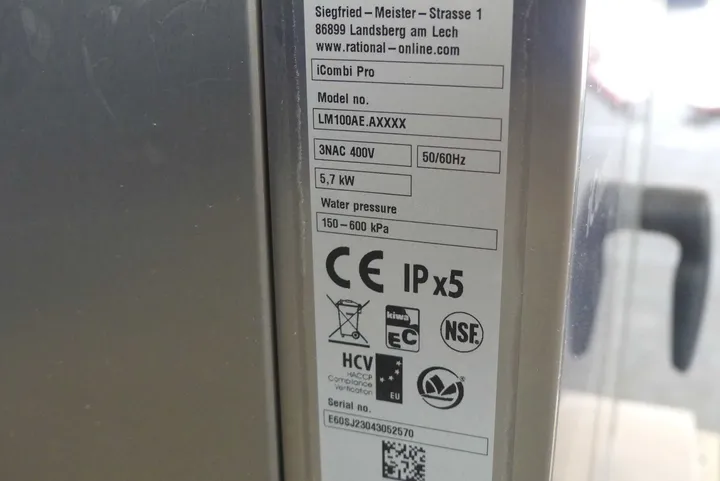 Siegfried-Meister-Strasse 1
86899 Landsberg am Lech
www.rational-online.com
iCombi Pro
Model no.
LM100AE.AXXXX
3NAC 400V
50/60Hz
5,7 kW
Water pressure
150-600 kPa
CE IP x5
kiwa
EC
NSF.
HCV
HACCP
Compliance
Verification
EU
®
Serial no.
E60SJ23043052570